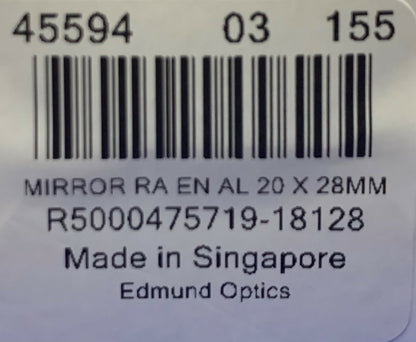 45594 03 155
MIRROR RA EN AL 20 X 28MM
R5000475719-18128
Made in Singapore
Edmund Optics